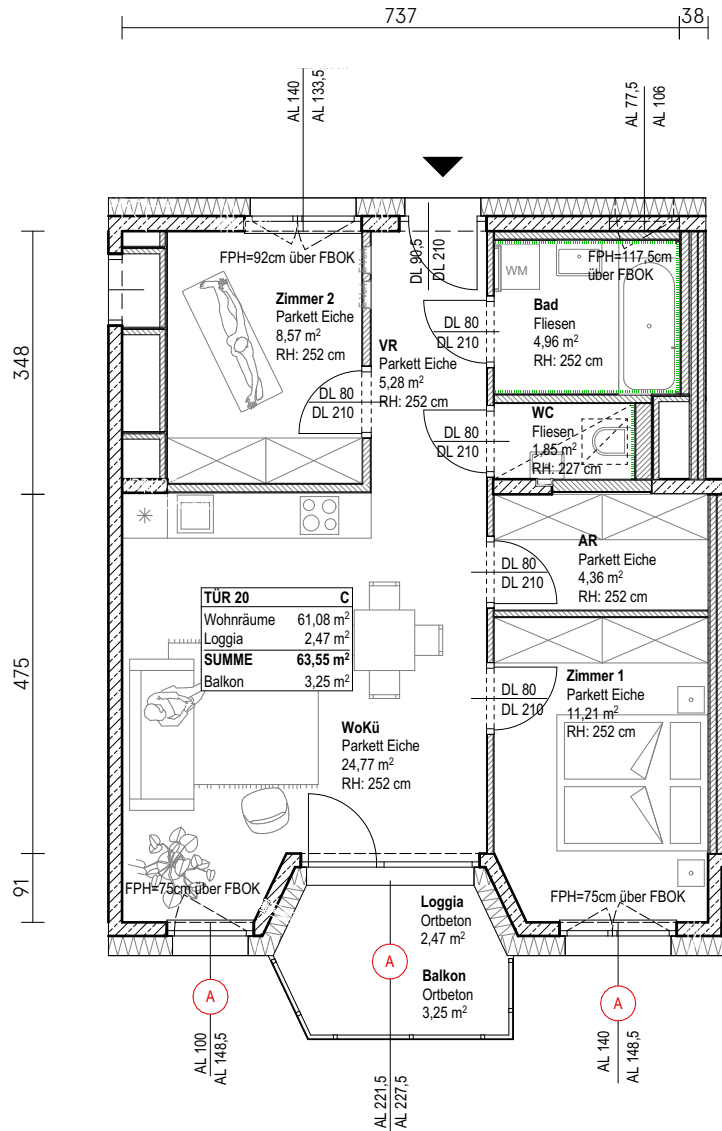 737
38
AL 140
AL 133,5
AL 77,5
AL 106
348
475
91
FPH=92cm über FBOK
Zimmer 2
Parkett Eiche
8,57 m²
RH: 252 cm
DL 80
DL 210
VR
Parkett Eiche
5,28 m²
RH: 252 cm
DL 90,5
DL 210
WM
FPH=117,5cm
über FBOK
Bad
Fliesen
4,96 m²
RH: 252 cm
DL 80
DL 210
WC
Fliesen
1,85 m²
RH: 227 cm
DL 80
DL 210
AR
Parkett Eiche
4,36 m²
RH: 252 cm
DL 80
DL 210
TÜR 20 C
Wohnräume 61,08 m²
Loggia 2,47 m²
SUMME 63,55 m²
Balkon 3,25 m²
Zimmer 1
Parkett Eiche
11,21 m²
RH: 252 cm
DL 80
DL 210
WoKü
Parkett Eiche
24,77 m²
RH: 252 cm
FPH=75cm über FBOK
FPH=75cm über FBOK
Loggia
Ortbeton
2,47 m²
Balkon
Ortbeton
3,25 m²
A
A
A
AL 100
AL 148,5
AL 221,5
AL 227,5
AL 140
AL 148,5